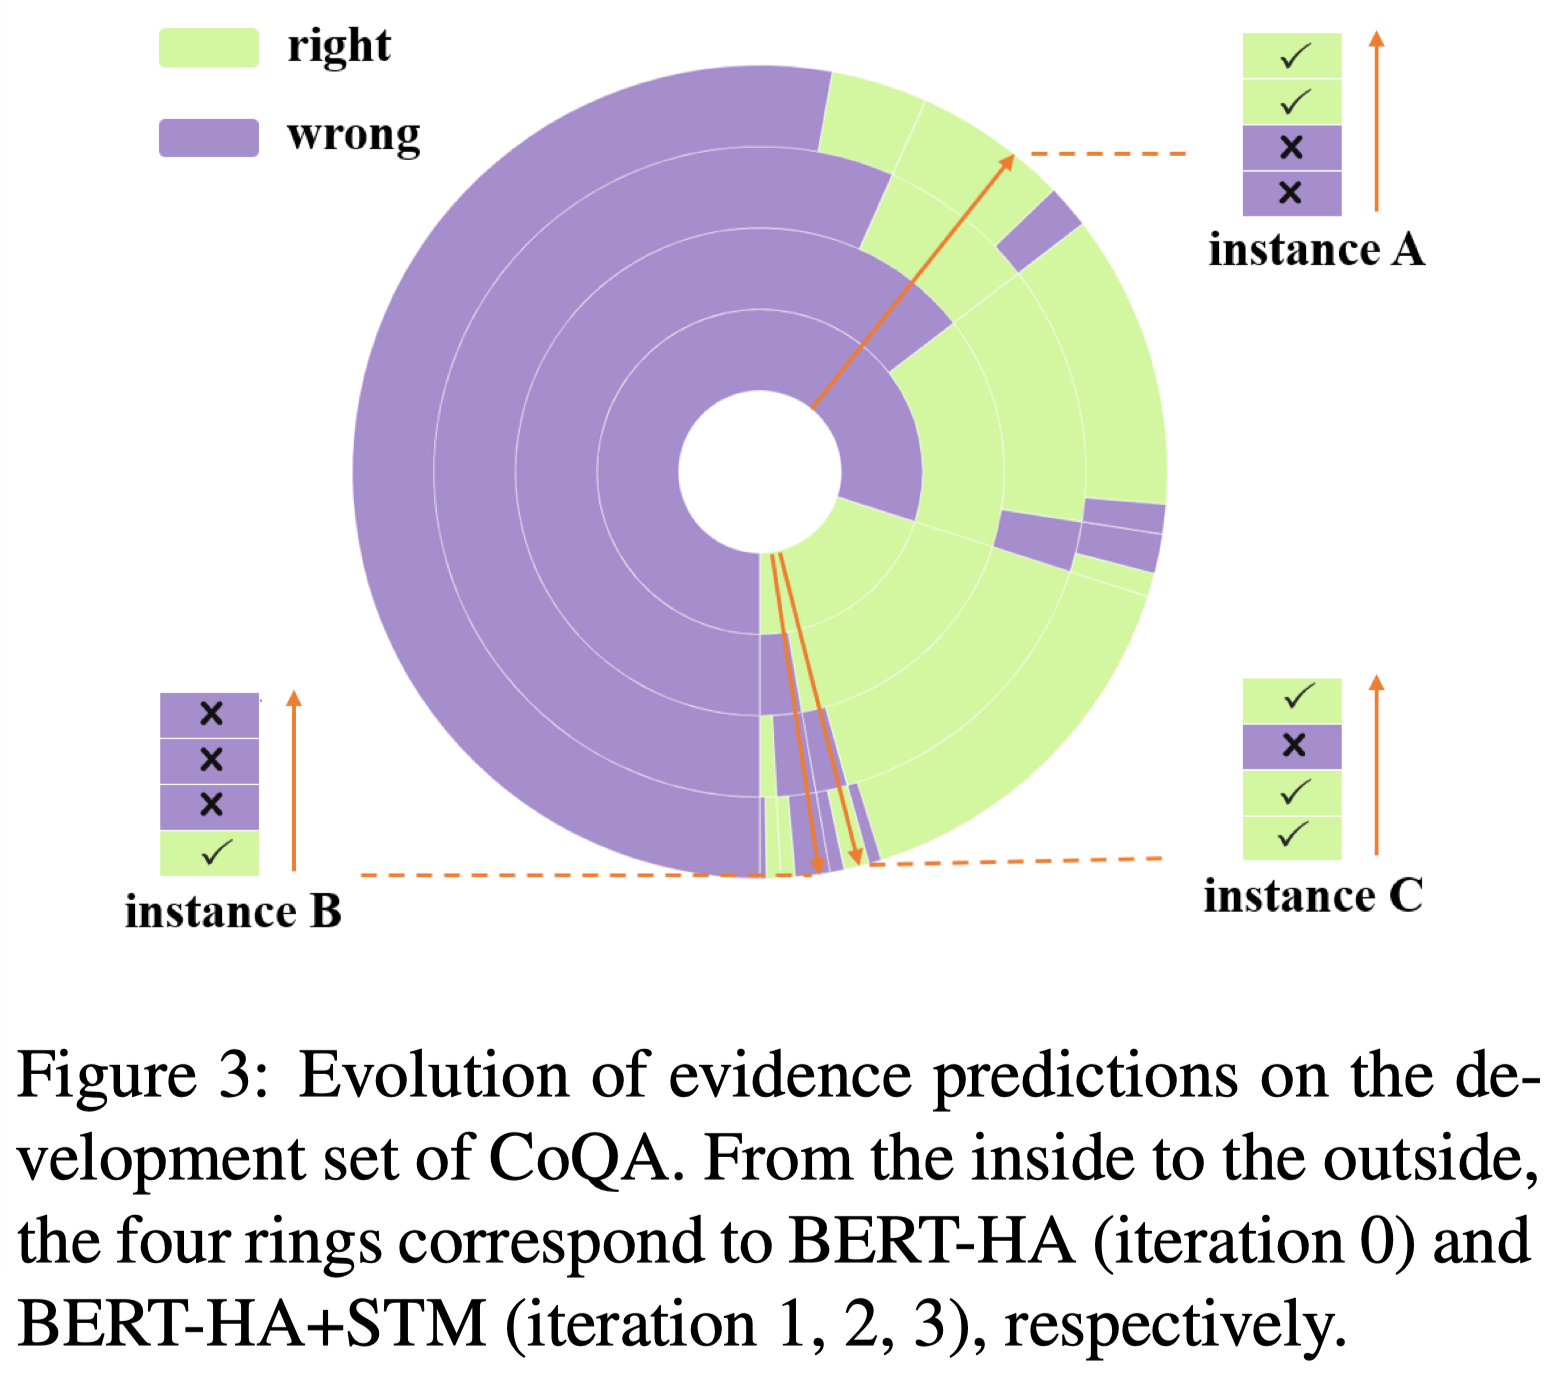 right
wrong
✓
✓
✗
✗
instance A
✗
✗
✗
✓
instance B
✓
✗
✓
✓
instance C
Figure 3: Evolution of evidence predictions on the de-
velopment set of CoQA. From the inside to the outside,
the four rings correspond to BERT-HA (iteration 0) and
BERT-HA+STM (iteration 1, 2, 3), respectively.